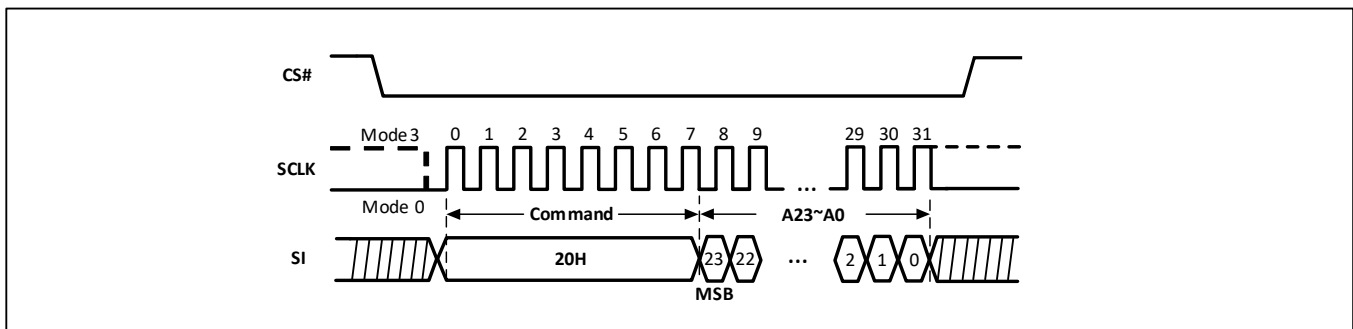 CS#
Mode 3 0 1 2 3 4 5 6 7 8 9 29 30 31
SCLK
...
Mode 0 Command A23~A0
SI 20H 23 22 ... 2 1 0
MSB